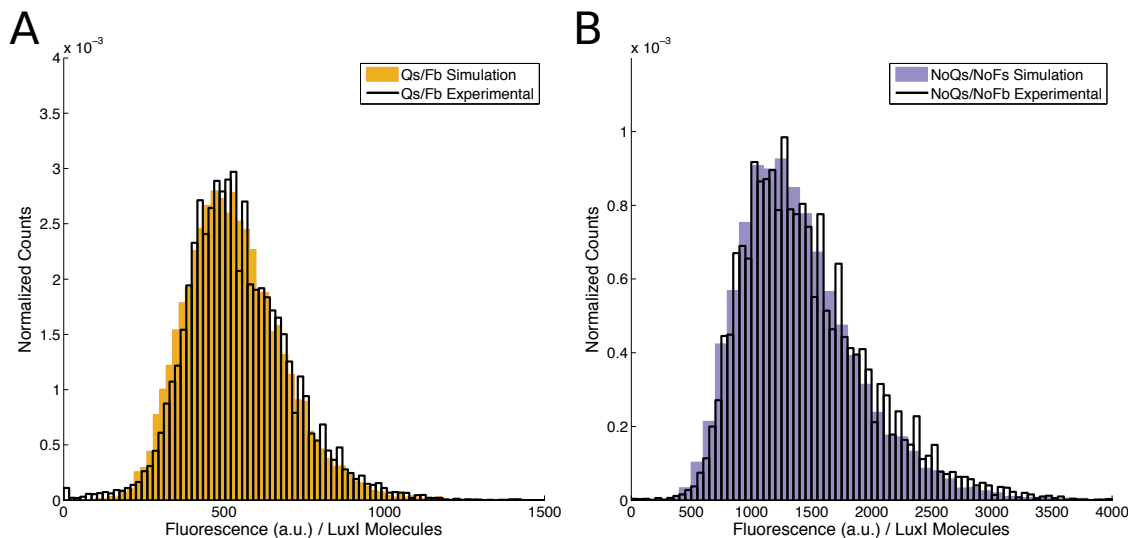 A
x 10⁻³
4
3.5
3
2.5
2
1.5
1
0.5
0
Normalized Counts
Qs/Fb Simulation
Qs/Fb Experimental
0 500 1000 1500
Fluorescence (a.u.) / LuxI Molecules
B
x 10⁻³
1
0.8
0.6
0.4
0.2
0
Normalized Counts
NoQs/NoFs Simulation
NoQs/NoFb Experimental
0 500 1000 1500 2000 2500 3000 3500 4000
Fluorescence (a.u.) / LuxI Molecules